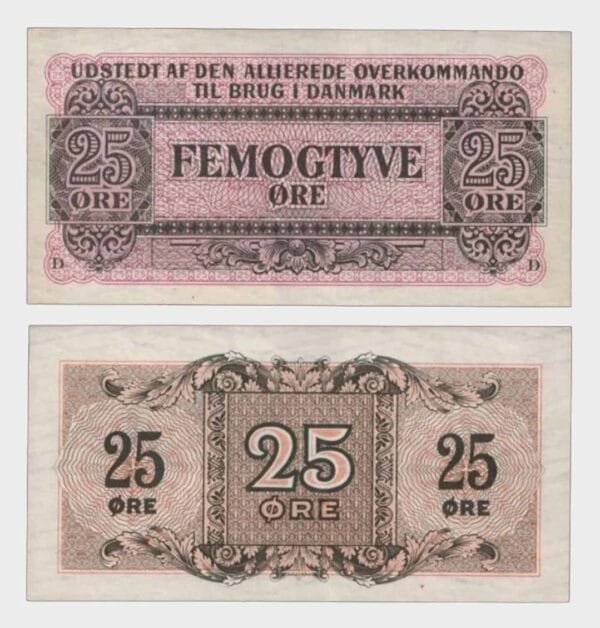 UDSTEDT AF DEN ALLIEREDE OVERKOMMANDO
TIL BRUG I DANMARK
25
ØRE
FEMOGTYVE
ØRE
25
ØRE
D
D
25
ØRE
25
ØRE
25
ØRE